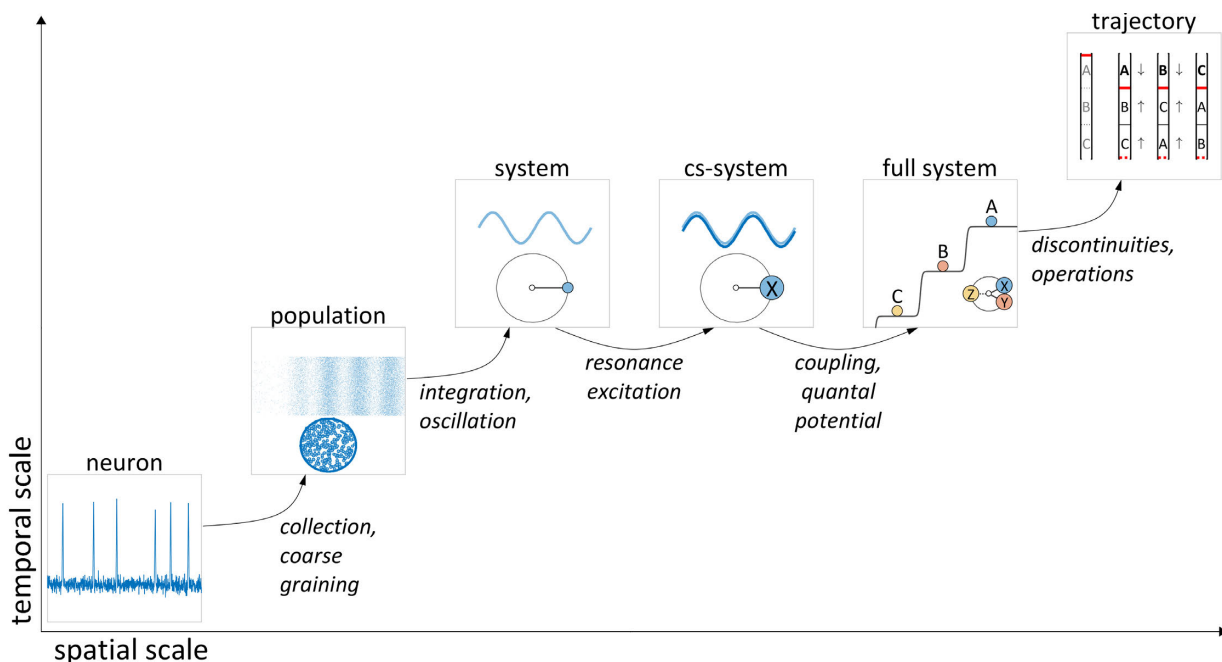 trajectory
A
B
C
A ↓ B ↓ C
B ↑ C ↑ A
C ↑ A ↑ B
system
cs-system
full system
X
A
B
C
Z
X
Y
discontinuities,
operations
population
integration,
oscillation
resonance
excitation
coupling,
quantal
potential
neuron
collection,
coarse
graining
temporal scale
spatial scale